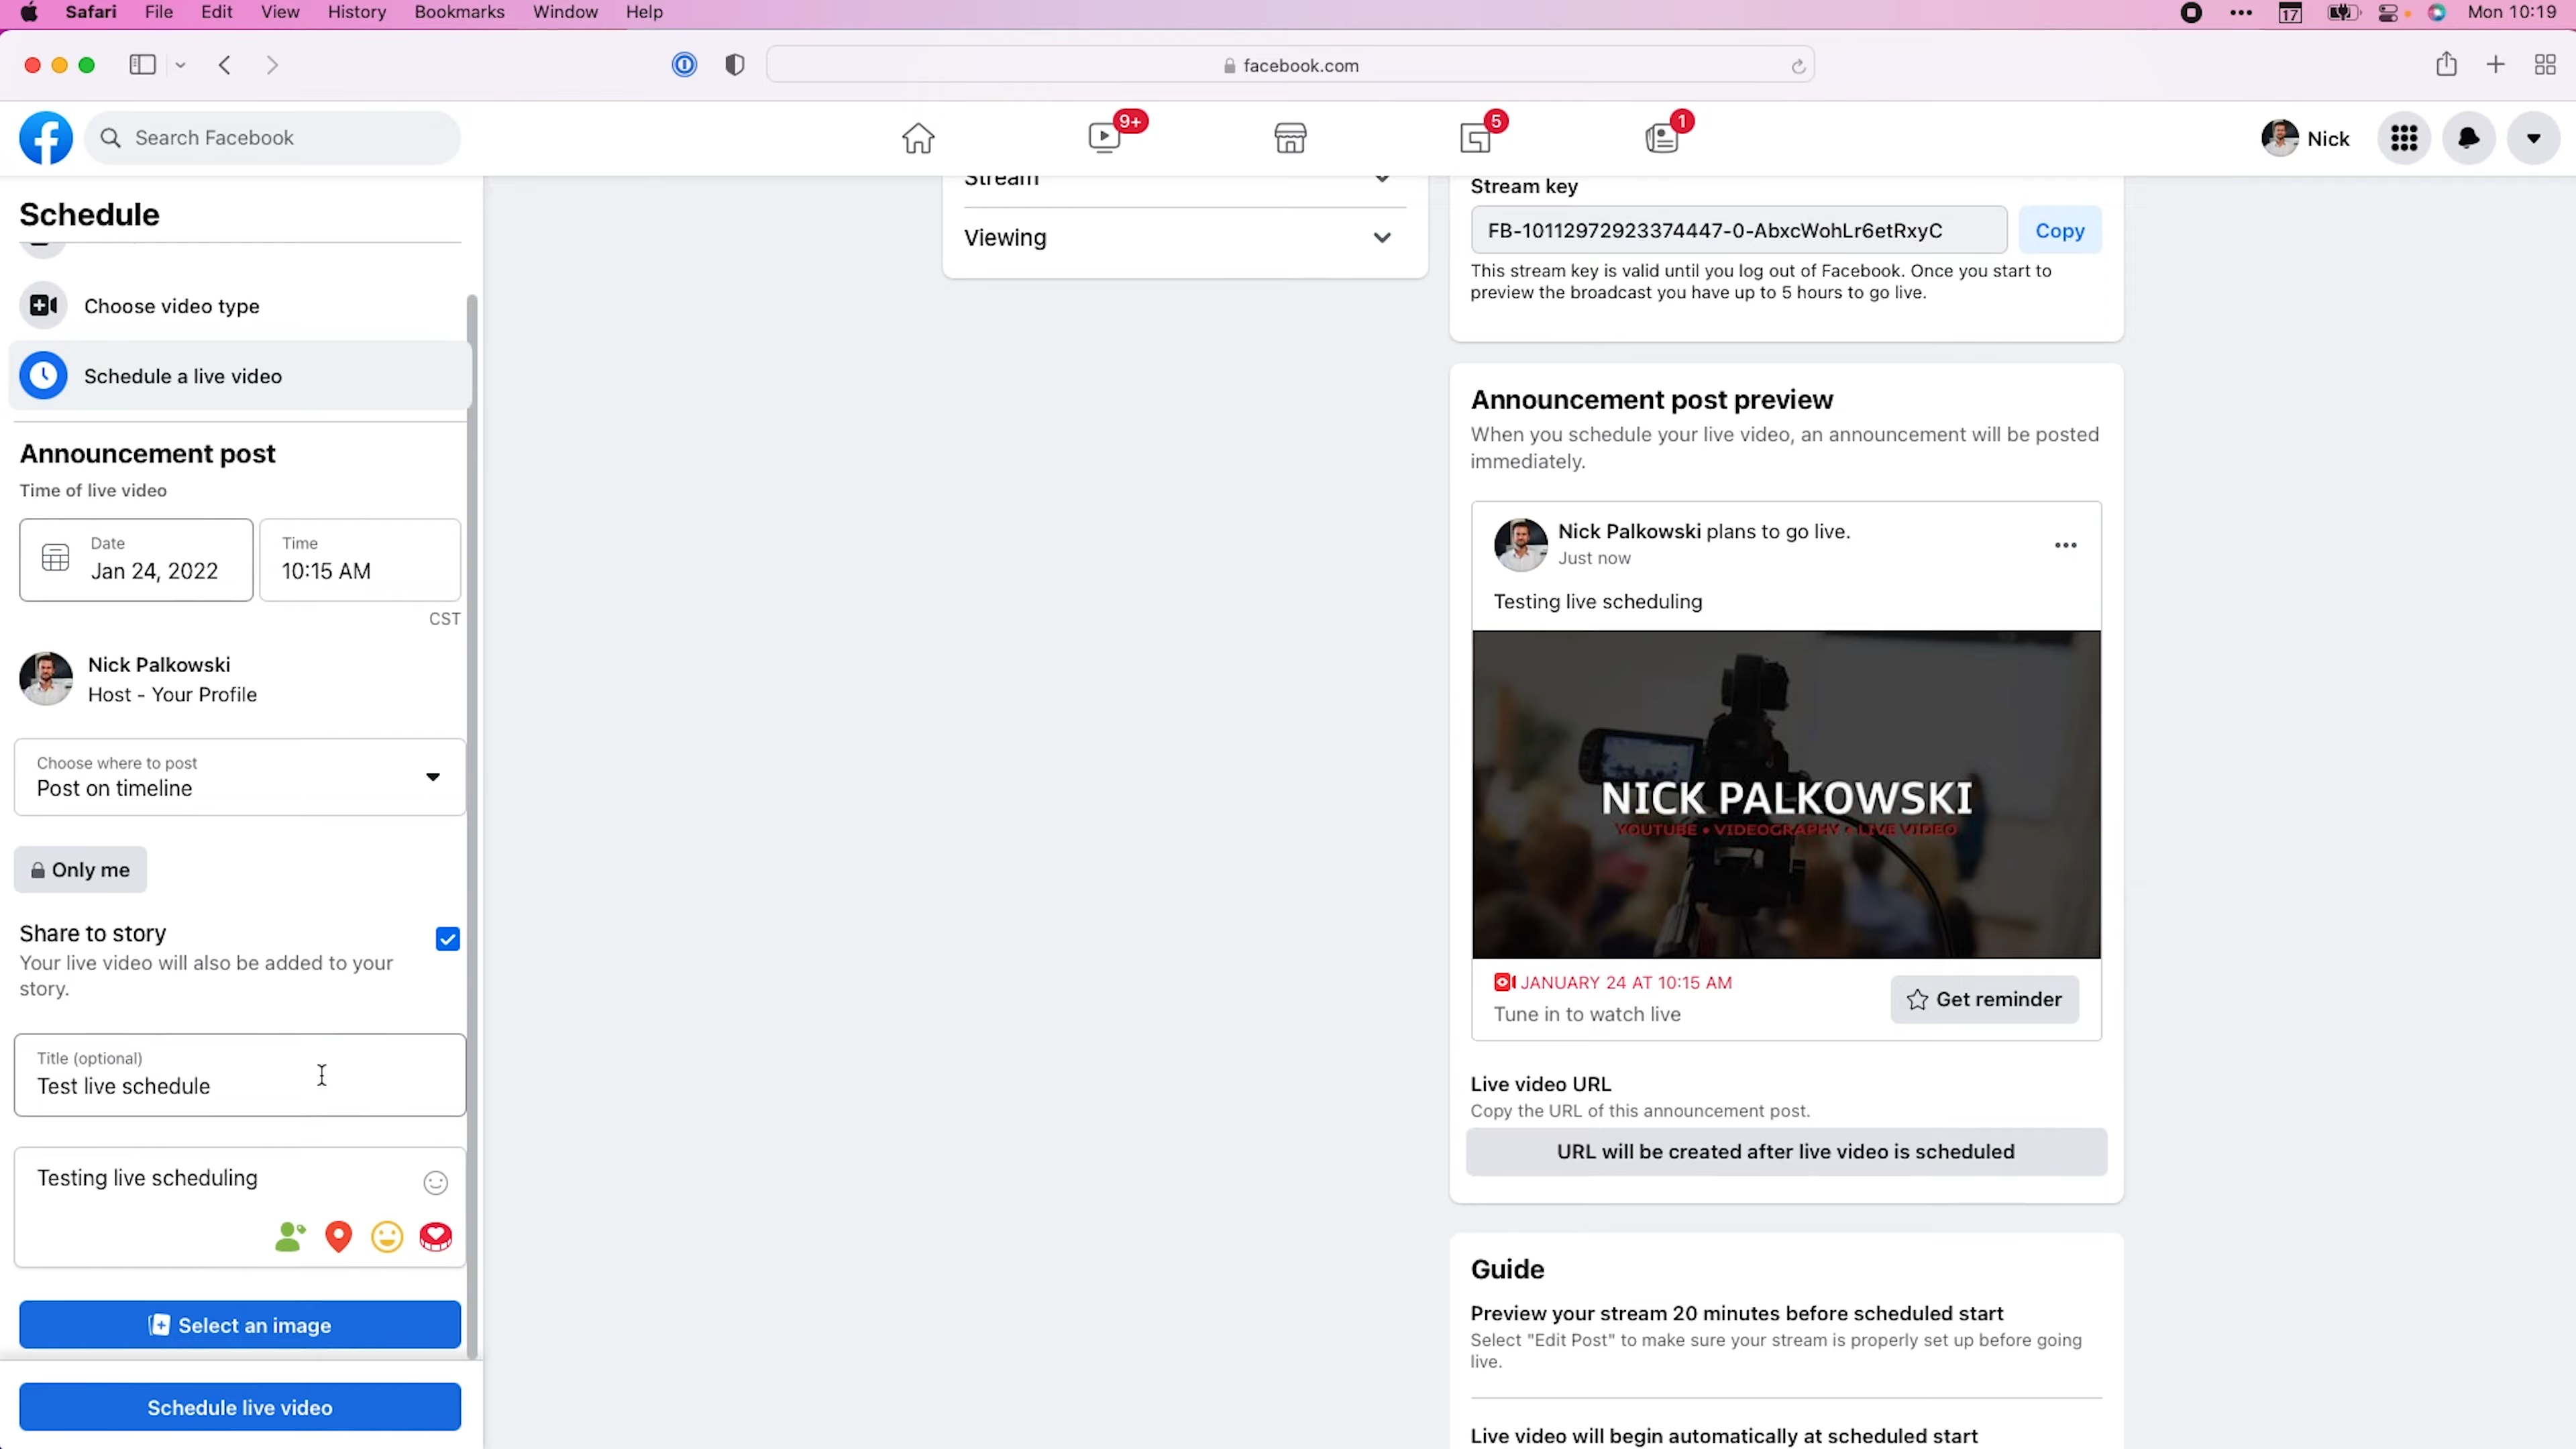 Safari File Edit View History Bookmarks Window Help
17
Mon 10:19
facebook.com
Search Facebook
9+
5
1
Nick
Schedule
Choose video type
Schedule a live video
Announcement post
Time of live video
Date
Jan 24, 2022
Time
10:15 AM
CST
Nick Palkowski
Host - Your Profile
Choose where to post
Post on timeline
Only me
Share to story
Your live video will also be added to your
story.
Title (optional)
Test live schedule
Testing live scheduling
Select an image
Schedule live video
Stream
Viewing
Stream key
FB-10112972923374447-0-AbxcWohLr6etRxyC
Copy
This stream key is valid until you log out of Facebook. Once you start to
preview the broadcast you have up to 5 hours to go live.
Announcement post preview
When you schedule your live video, an announcement will be posted
immediately.
Nick Palkowski plans to go live.
Just now
Testing live scheduling
NICK PALKOWSKI
YOUTUBE • VIDEOGRAPHY • LIVE VIDEO
JANUARY 24 AT 10:15 AM
Tune in to watch live
Get reminder
Live video URL
Copy the URL of this announcement post.
URL will be created after live video is scheduled
Guide
Preview your stream 20 minutes before scheduled start
Select "Edit Post" to make sure your stream is properly set up before going
live.
Live video will begin automatically at scheduled start